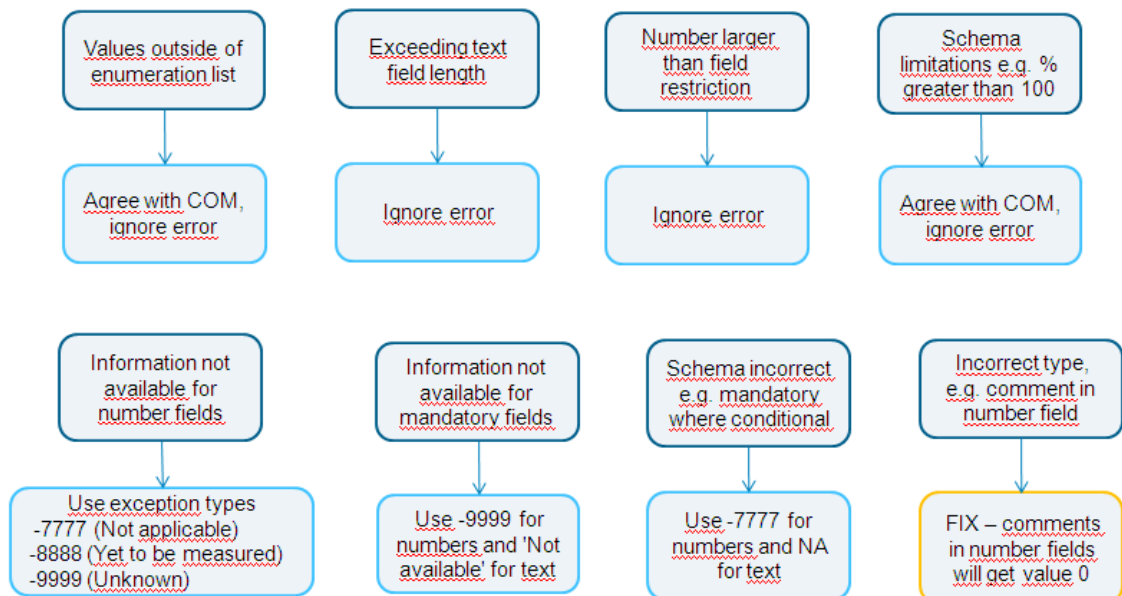 Values outside of
enumeration list
Exceeding text
field length
Number larger
than field
restriction
Schema
limitations e.g. %
greater than 100
Agree with COM,
ignore error
Ignore error
Ignore error
Agree with COM,
ignore error
Information not
available for
number fields
Information not
available for
mandatory fields
Schema incorrect
e.g. mandatory
where conditional
Incorrect type,
e.g. comment in
number field
Use exception types
-7777 (Not applicable)
-8888 (Yet to be measured)
-9999 (Unknown)
Use -9999 for
numbers and 'Not
available' for text
Use -7777 for
numbers and NA
for text
FIX – comments
in number fields
will get value 0